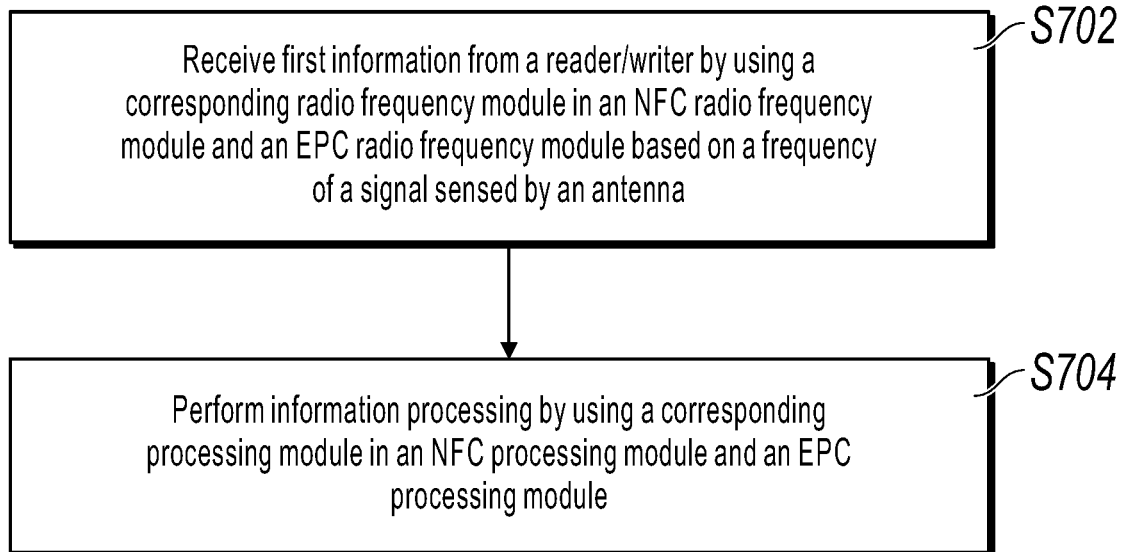 S702
Receive first information from a reader/writer by using a
corresponding radio frequency module in an NFC radio frequency
module and an EPC radio frequency module based on a frequency
of a signal sensed by an antenna
S704
Perform information processing by using a corresponding
processing module in an NFC processing module and an EPC
processing module